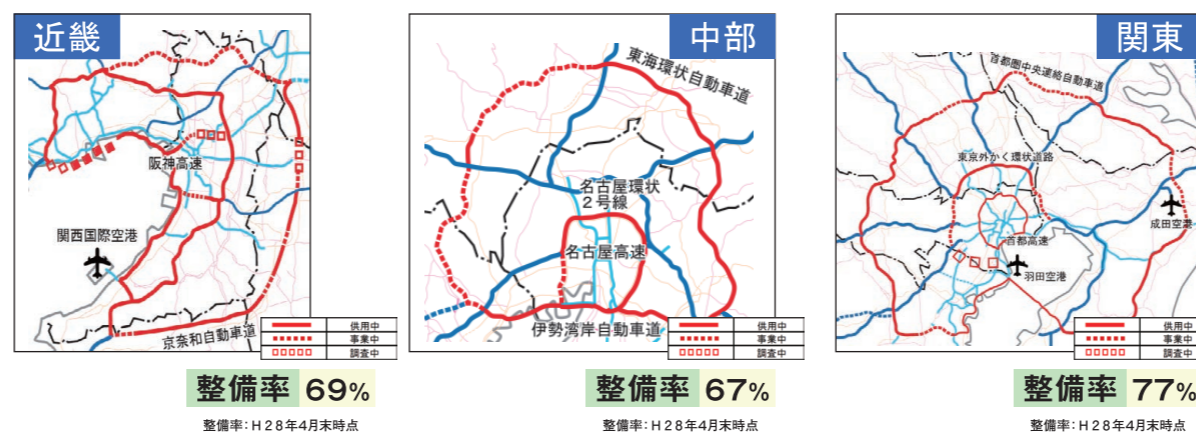 近畿
阪神高速
関西国際空港
京奈和自動車道
供用中
事業中
調査中
整備率 69%
整備率:H28年4月末時点
中部
東海環状自動車道
名古屋環状
2号線
名古屋高速
伊勢湾岸自動車道
供用中
事業中
調査中
整備率 67%
整備率:H28年4月末時点
関東
首都圏中央連絡自動車道
東京外かく環状道路
成田空港
首都高速
羽田空港
供用中
事業中
調査中
整備率 77%
整備率:H28年4月末時点